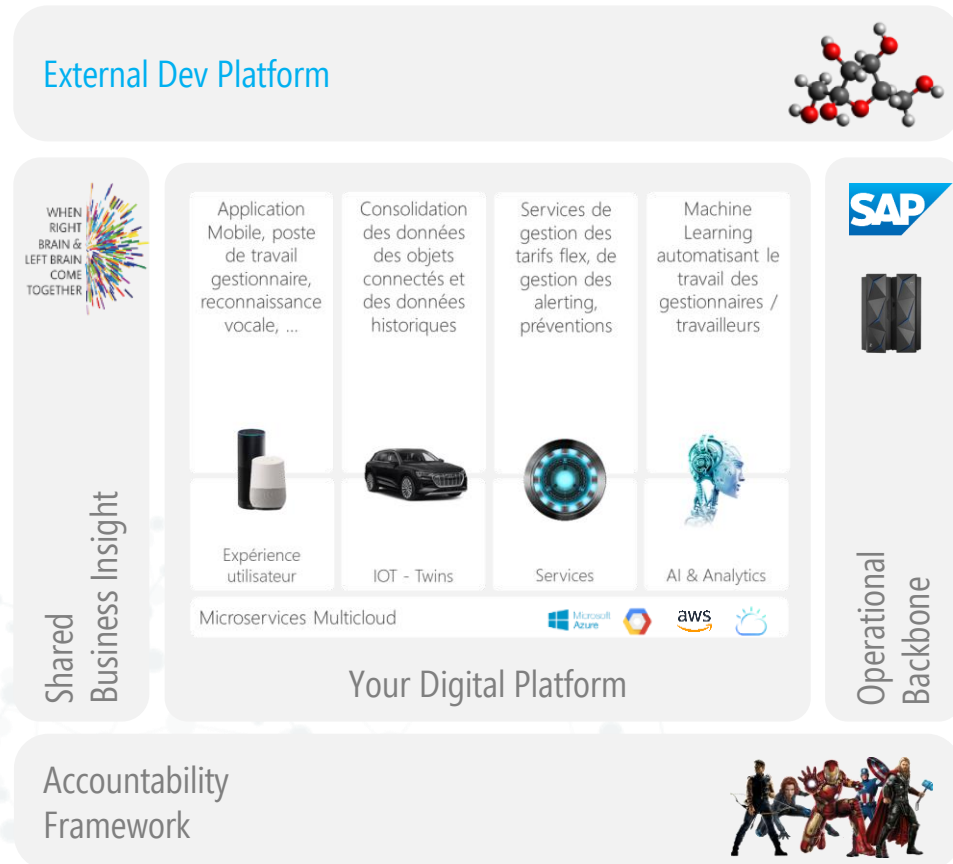 External Dev Platform
WHEN
RIGHT
BRAIN &
LEFT BRAIN
COME
TOGETHER
Shared
Business Insight
Application
Mobile, poste
de travail
gestionnaire,
reconnaissance
vocale, ...
Expérience
utilisateur
Consolidation
des données
des objets
connectés et
des données
historiques
IOT - Twins
Services de
gestion des
tarifs flex, de
gestion des
alerting,
préventions
Services
Machine
Learning
automatisant le
travail des
gestionnaires /
travailleurs
AI & Analytics
Microservices Multicloud
Microsoft
Azure
aws
Your Digital Platform
SAP
Operational
Backbone
Accountability
Framework